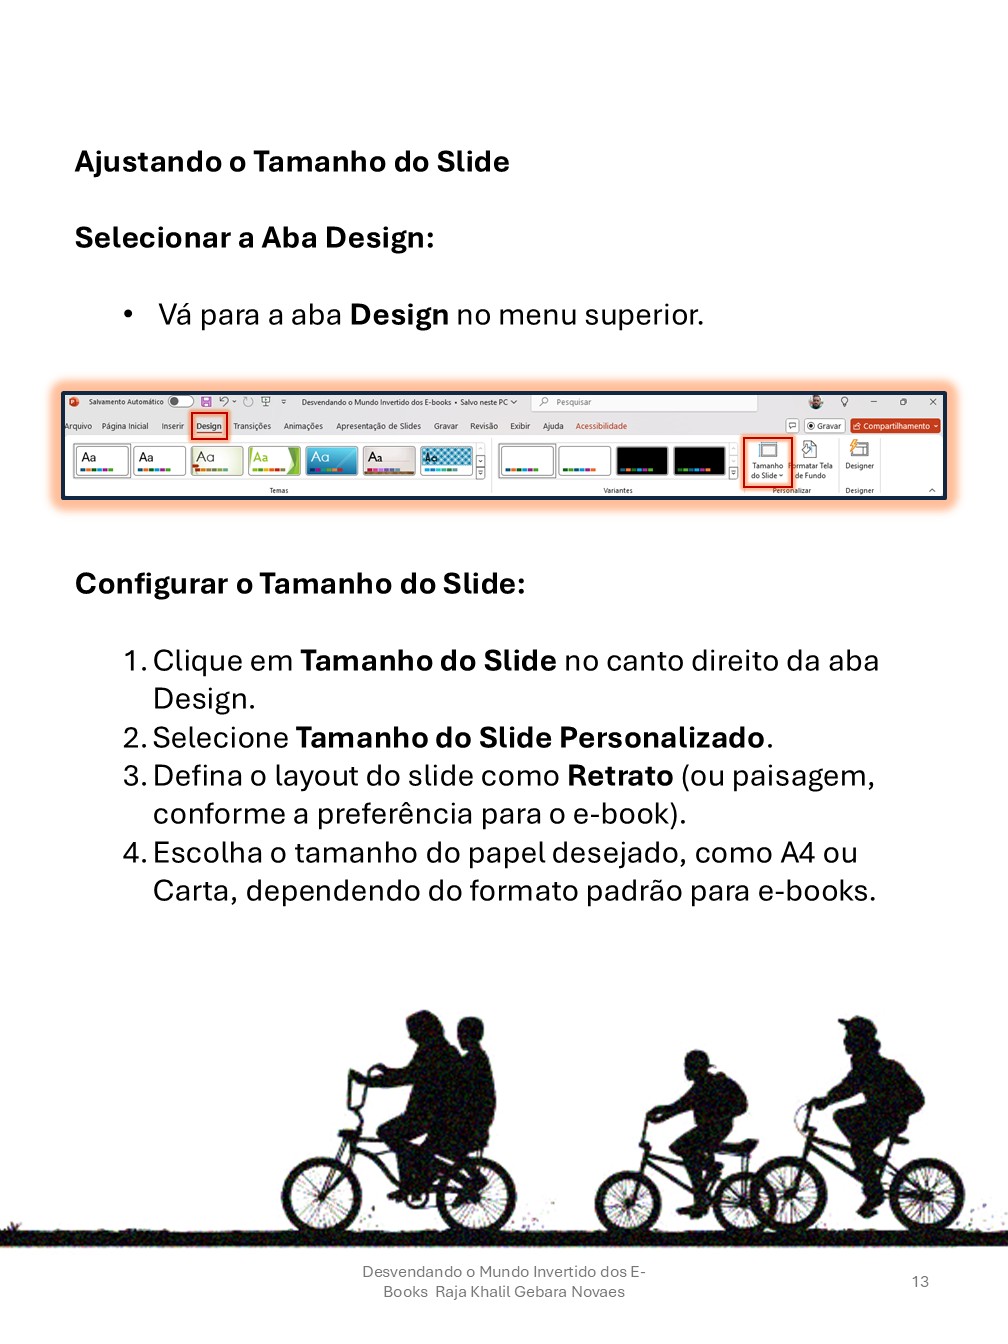 Ajustando o Tamanho do Slide
Selecionar a Aba Design:
• Vá para a aba Design no menu superior.
Salvamento Automático
Desvendando o Mundo Invertido dos E-books • Salvo neste PC
Pesquisar
Arquivo Página Inicial Inserir Design Transições Animações Apresentação de Slides Gravar Revisão Exibir Ajuda Acessibilidade
Gravar Compartilhamento
Aa Aa Aa Aa Aa Aa Aa
Tamanho do Slide
Formatar Tela de Fundo
Designer
Temas Variantes Personalizar Designer
Configurar o Tamanho do Slide:
1. Clique em Tamanho do Slide no canto direito da aba
Design.
2. Selecione Tamanho do Slide Personalizado.
3. Defina o layout do slide como Retrato (ou paisagem,
conforme a preferência para o e-book).
4. Escolha o tamanho do papel desejado, como A4 ou
Carta, dependendo do formato padrão para e-books.
Desvendando o Mundo Invertido dos E-
Books Raja Khalil Gebara Novaes
13